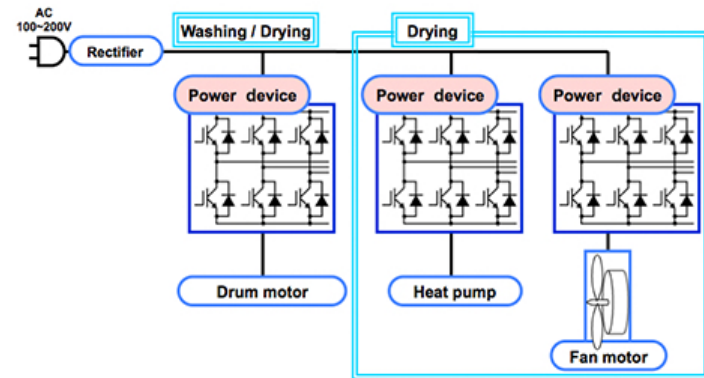 AC
100~200V
Rectifier
Washing / Drying
Drying
Power device
Power device
Power device
Drum motor
Heat pump
Fan motor